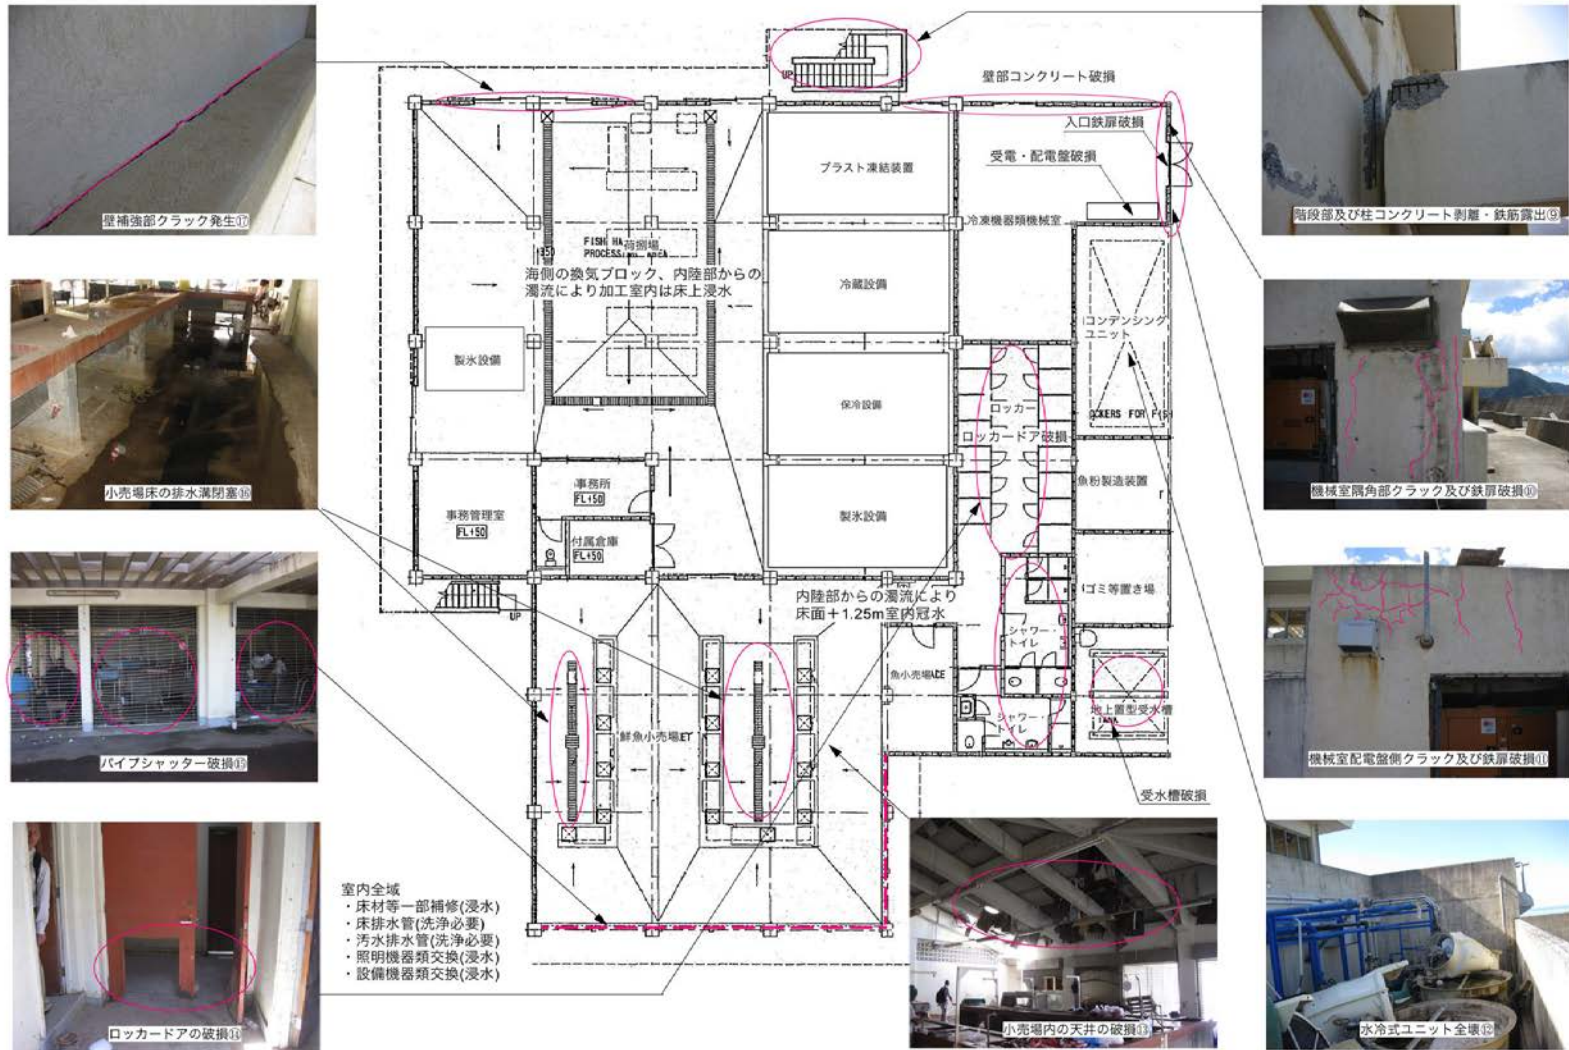 壁補強部クラック発生⑰
小売場床の排水溝閉塞⑯
パイプシャッター破損⑮
ロッカードアの破損⑭
UP
壁部コンクリート破損
入口鉄扉破損
受電・配電盤破損
ブラスト凍結装置
冷凍機器類機械室
荷捌場
海側の換気ブロック、内陸部からの
濁流により加工室内は床上浸水
冷蔵設備
コンデンシング
ユニット
製氷設備
保冷設備
ロッカー
ロッカードア破損
魚粉製造装置
事務所
FL+50
事務管理室
FL+50
付属倉庫
FL+50
製氷設備
UP
内陸部からの濁流により
床面+1.25m室内冠水
ゴミ等置き場
シャワー・
トイレ
魚小売場
地上置型受水槽
シャワー・
トイレ
鮮魚小売場
受水槽破損
室内全域
・床材等一部補修(浸水)
・床排水管(洗浄必要)
・汚水排水管(洗浄必要)
・照明機器類交換(浸水)
・設備機器類交換(浸水)
小売場内の天井の破損⑬
階段部及び柱コンクリート剥離・鉄筋露出⑨
機械室隅角部クラック及び鉄扉破損⑩
機械室配電盤側クラック及び鉄扉破損⑪
水冷式ユニット全壊⑫